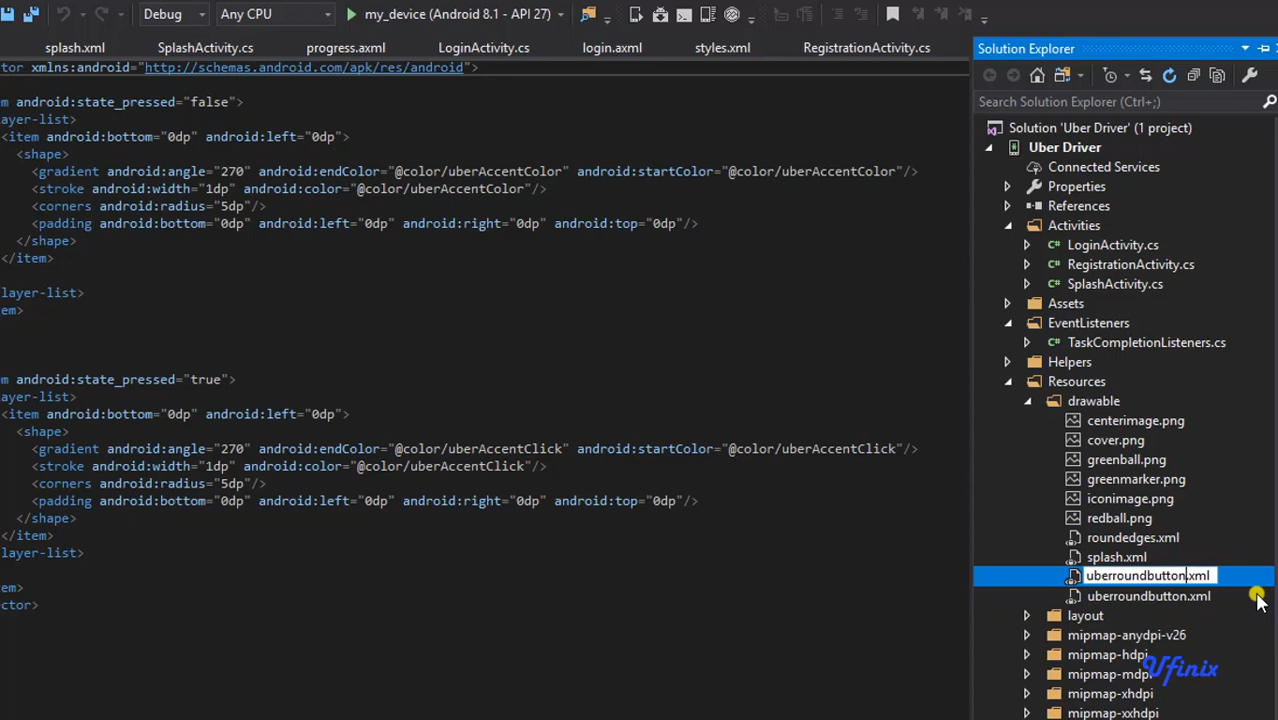 Debug Any CPU my_device (Android 8.1 - API 27)
splash.xml SplashActivity.cs progress.axml LoginActivity.cs login.axml styles.xml RegistrationActivity.cs
tor xmlns:android="http://schemas.android.com/apk/res/android">
m android:state_pressed="false">
ayer-list>
<item android:bottom="0dp" android:left="0dp">
<shape>
<gradient android:angle="270" android:endColor="@color/uberAccentColor" android:startColor="@color/uberAccentColor"/>
<stroke android:width="1dp" android:color="@color/uberAccentColor"/>
<corners android:radius="5dp"/>
<padding android:bottom="0dp" android:left="0dp" android:right="0dp" android:top="0dp"/>
</shape>
</item>
layer-list>
em>
m android:state_pressed="true">
ayer-list>
<item android:bottom="0dp" android:left="0dp">
<shape>
<gradient android:angle="270" android:endColor="@color/uberAccentClick" android:startColor="@color/uberAccentClick"/>
<stroke android:width="1dp" android:color="@color/uberAccentClick"/>
<corners android:radius="5dp"/>
<padding android:bottom="0dp" android:left="0dp" android:right="0dp" android:top="0dp"/>
</shape>
</item>
layer-list>
tem>
ector>
Solution Explorer
Search Solution Explorer (Ctrl+;)
Solution 'Uber Driver' (1 project)
Uber Driver
Connected Services
Properties
References
Activities
C# LoginActivity.cs
C# RegistrationActivity.cs
C# SplashActivity.cs
Assets
EventListeners
C# TaskCompletionListeners.cs
Helpers
Resources
drawable
centerimage.png
cover.png
greenball.png
greenmarker.png
iconimage.png
redball.png
roundedges.xml
splash.xml
uberroundbutton.xml
uberroundbutton.xml
layout
mipmap-anydpi-v26
mipmap-hdpi
mipmap-mdpi
mipmap-xhdpi
mipmap-xxhdpi
Ufinix